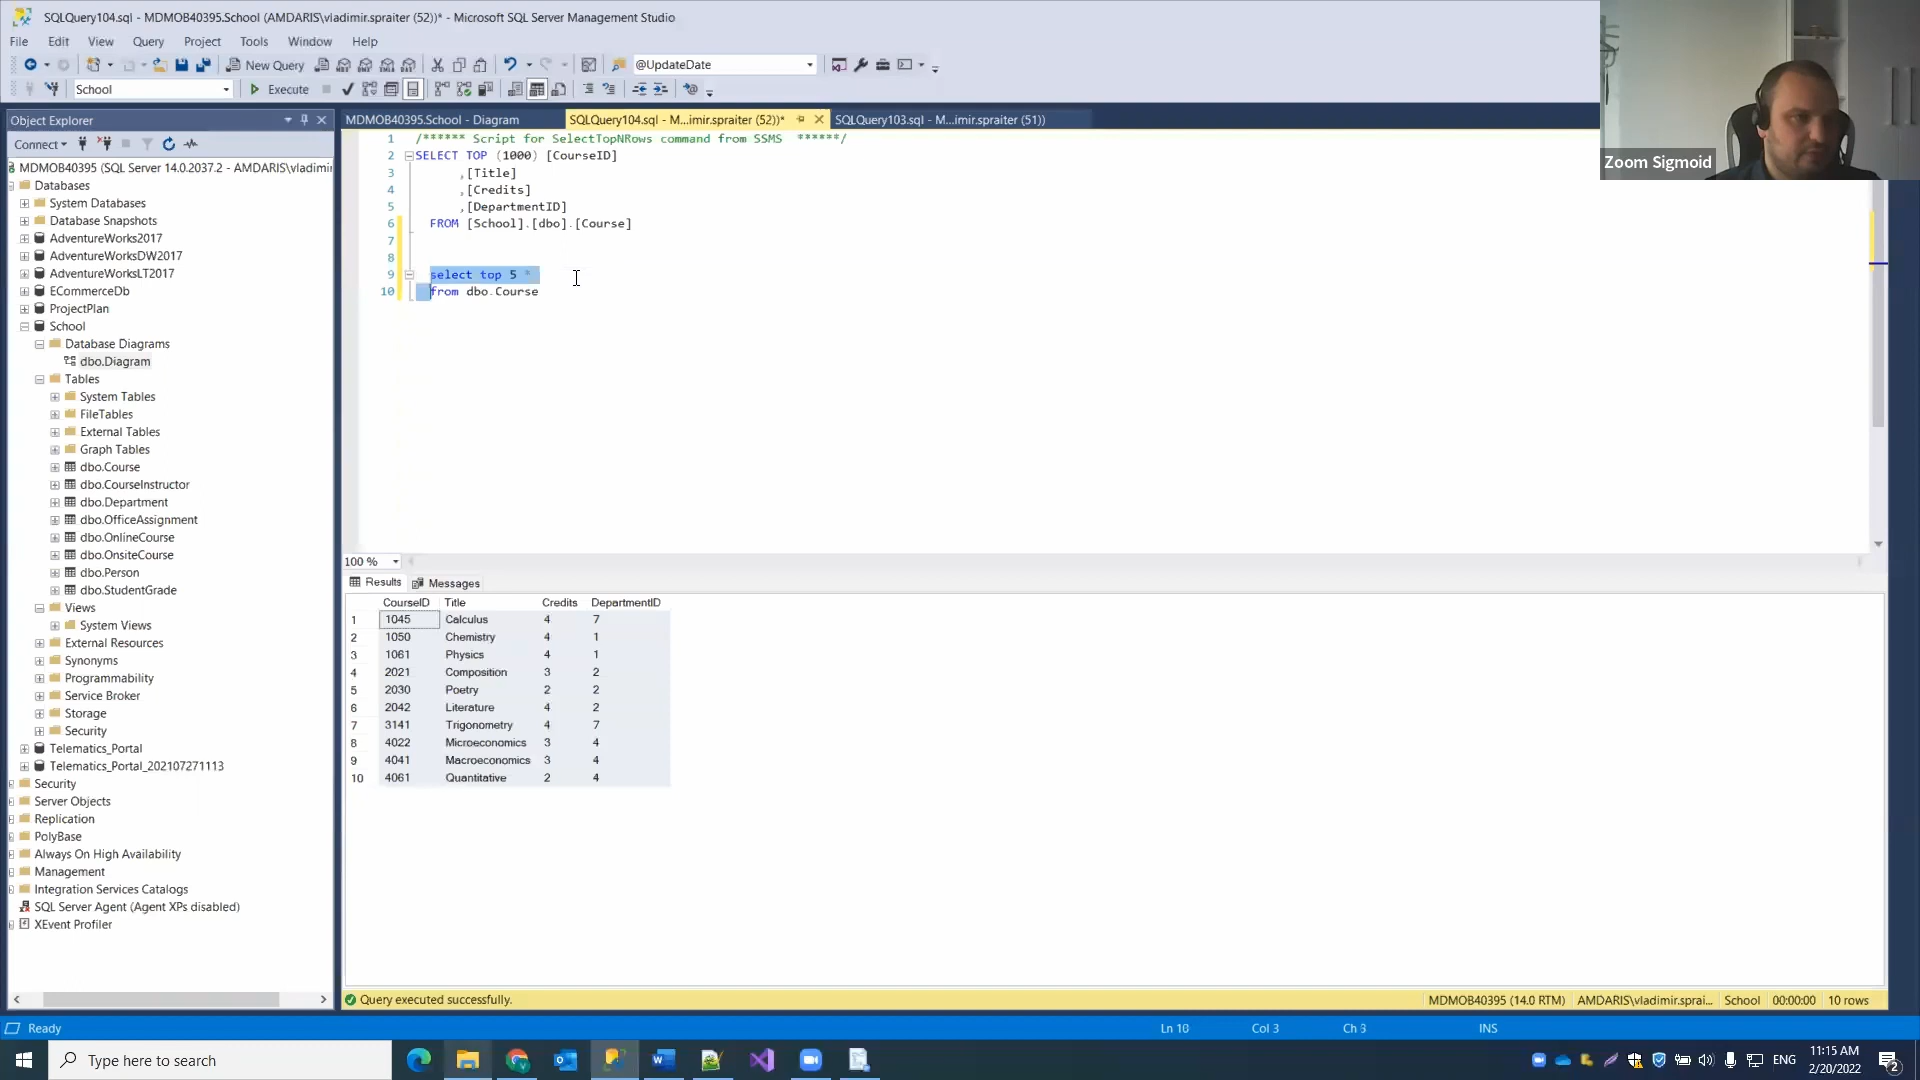 SQLQuery104.sql - MDMOB40395.School (AMDARIS\vladimir.spraiter (52))* - Microsoft SQL Server Management Studio
File Edit View Query Project Tools Window Help
New Query @UpdateDate
School Execute
Object Explorer
Connect
MDMOB40395 (SQL Server 14.0.2037.2 - AMDARIS\vladimir
Databases
System Databases
Database Snapshots
AdventureWorks2017
AdventureWorksDW2017
AdventureWorksLT2017
ECommerceDb
ProjectPlan
School
Database Diagrams
dbo.Diagram
Tables
System Tables
FileTables
External Tables
Graph Tables
dbo.Course
dbo.CourseInstructor
dbo.Department
dbo.OfficeAssignment
dbo.OnlineCourse
dbo.OnsiteCourse
dbo.Person
dbo.StudentGrade
Views
System Views
External Resources
Synonyms
Programmability
Service Broker
Storage
Security
Telematics_Portal
Telematics_Portal_202107271113
Security
Server Objects
Replication
PolyBase
Always On High Availability
Management
Integration Services Catalogs
SQL Server Agent (Agent XPs disabled)
XEvent Profiler
MDMOB40395.School - Diagram SQLQuery104.sql - M...imir.spraiter (52))* SQLQuery103.sql - M...imir.spraiter (51))
1 /****** Script for SelectTopNRows command from SSMS ******/
2 SELECT TOP (1000) [CourseID]
3 ,[Title]
4 ,[Credits]
5 ,[DepartmentID]
6 FROM [School].[dbo].[Course]
7
8
9 select top 5 *
10 from dbo.Course
100 %
Results Messages
CourseID Title Credits DepartmentID
1 1045 Calculus 4 7
2 1050 Chemistry 4 1
3 1061 Physics 4 1
4 2021 Composition 3 2
5 2030 Poetry 2 2
6 2042 Literature 4 2
7 3141 Trigonometry 4 7
8 4022 Microeconomics 3 4
9 4041 Macroeconomics 3 4
10 4061 Quantitative 2 4
Query executed successfully. MDMOB40395 (14.0 RTM) AMDARIS\vladimir.sprai... School 00:00:00 10 rows
Ready Ln 10 Col 3 Ch 3 INS
Type here to search
ENG 11:15 AM
2/20/2022
2
Zoom Sigmoid